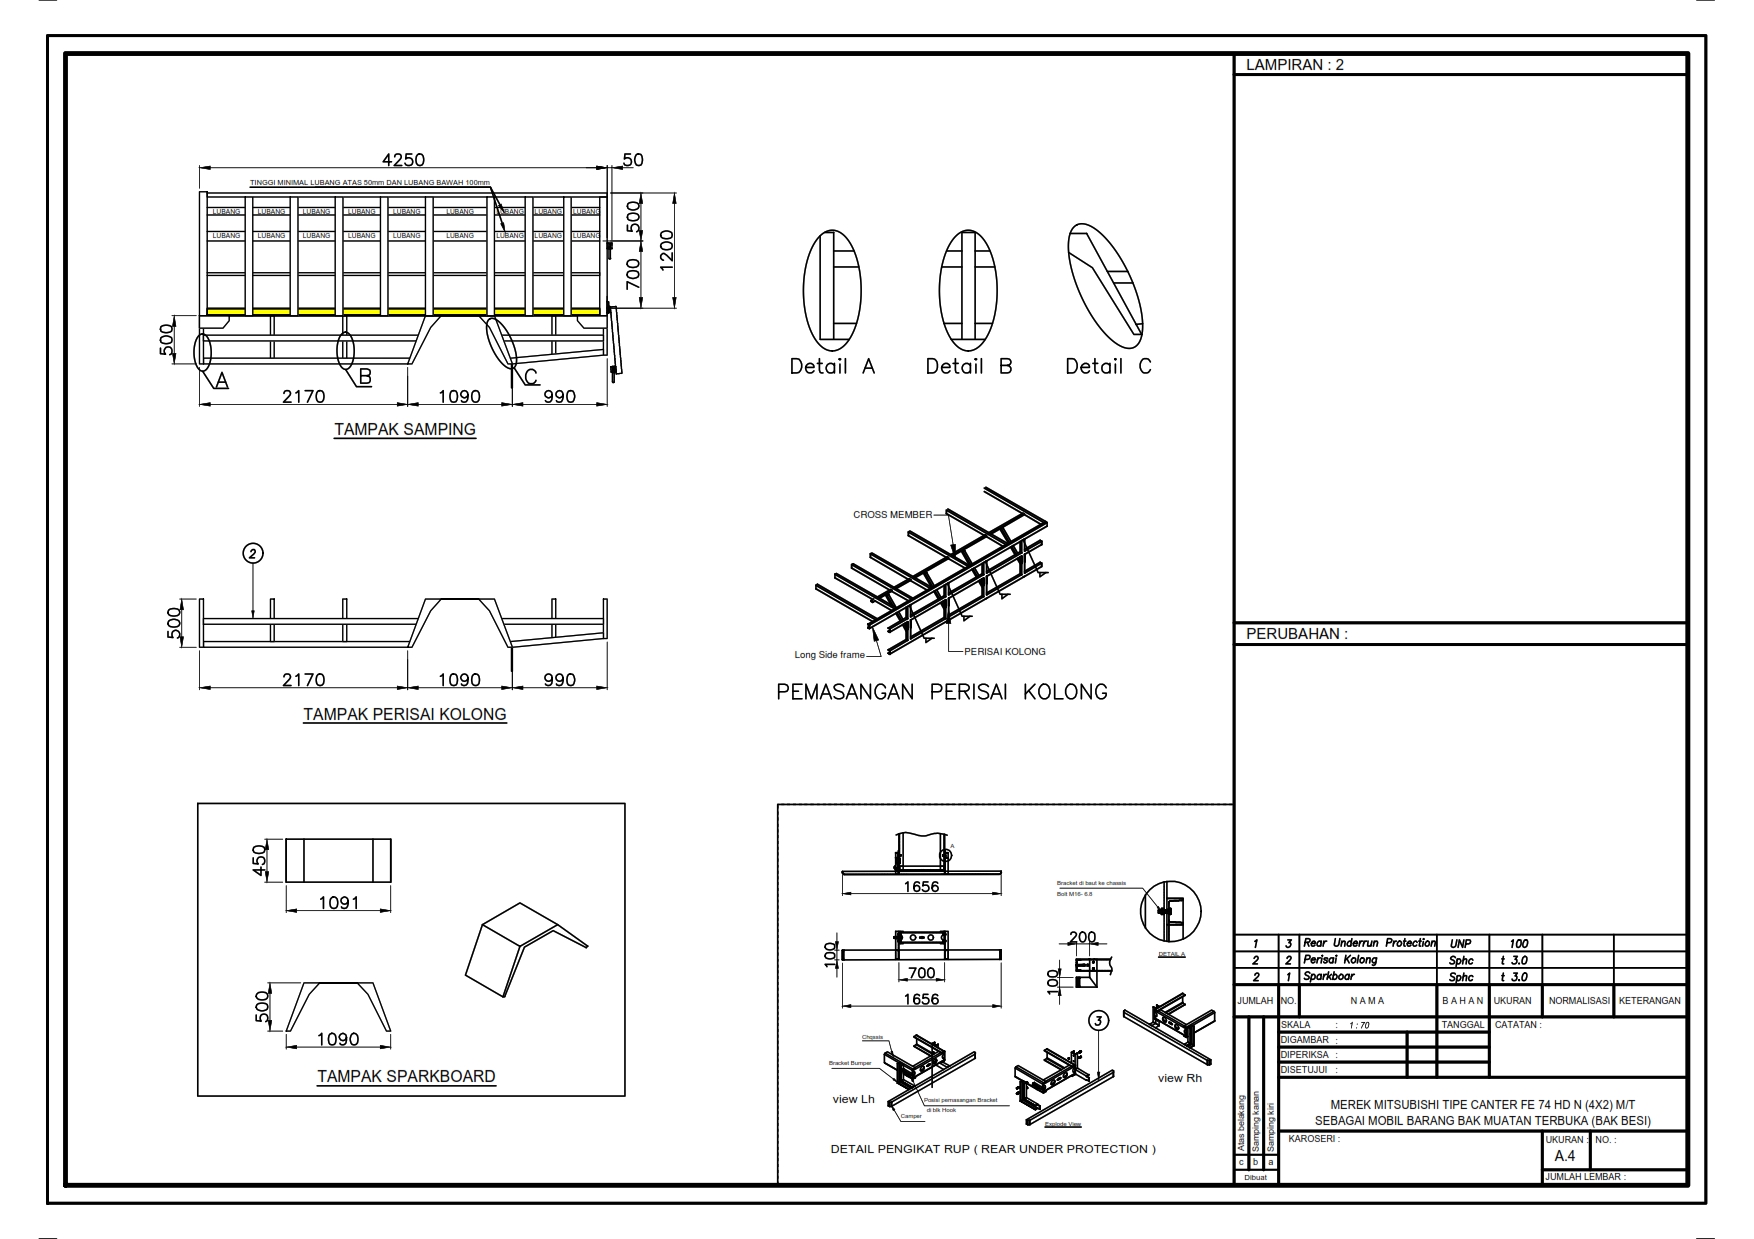 LAMPIRAN : 2
4250
50
TINGGI MINIMAL LUBANG ATAS 50mm DAN LUBANG BAWAH 100mm
LUBANG LUBANG LUBANG LUBANG LUBANG LUBANG LUBANG LUBANG LUBANG
LUBANG LUBANG LUBANG LUBANG LUBANG LUBANG LUBANG LUBANG LUBANG
500
700
1200
500
A
B
C
2170
1090
990
TAMPAK SAMPING
Detail A
Detail B
Detail C
2
500
2170
1090
990
TAMPAK PERISAI KOLONG
CROSS MEMBER
Long Side frame
PERISAI KOLONG
PEMASANGAN PERISAI KOLONG
450
1091
500
1090
TAMPAK SPARKBOARD
A
1656
100
700
1656
Bracket di baut ke chassis
Bolt M16- 6.8
DETAIL A
200
100
3
Chqssis
Bracket Bumper
view Lh
Posisi pemasangan Bracket
di blk Hook
Camper
Explode View
view Rh
DETAIL PENGIKAT RUP ( REAR UNDER PROTECTION )
PERUBAHAN :
1 3 Rear Underrun Protection UNP 100
2 2 Perisai Kolong Sphc t 3.0
2 1 Sparkboar Sphc t 3.0
JUMLAH NO. N A M A B A H A N UKURAN NORMALISASI KETERANGAN
SKALA : 1 : 70 TANGGAL CATATAN :
DIGAMBAR :
DIPERIKSA :
DISETUJUI :
Atas belakang
Samping kanan
Samping kiri
c b a
Dibuat
MEREK MITSUBISHI TIPE CANTER FE 74 HD N (4X2) M/T
SEBAGAI MOBIL BARANG BAK MUATAN TERBUKA (BAK BESI)
KAROSERI :
UKURAN : NO. :
A.4
JUMLAH LEMBAR :